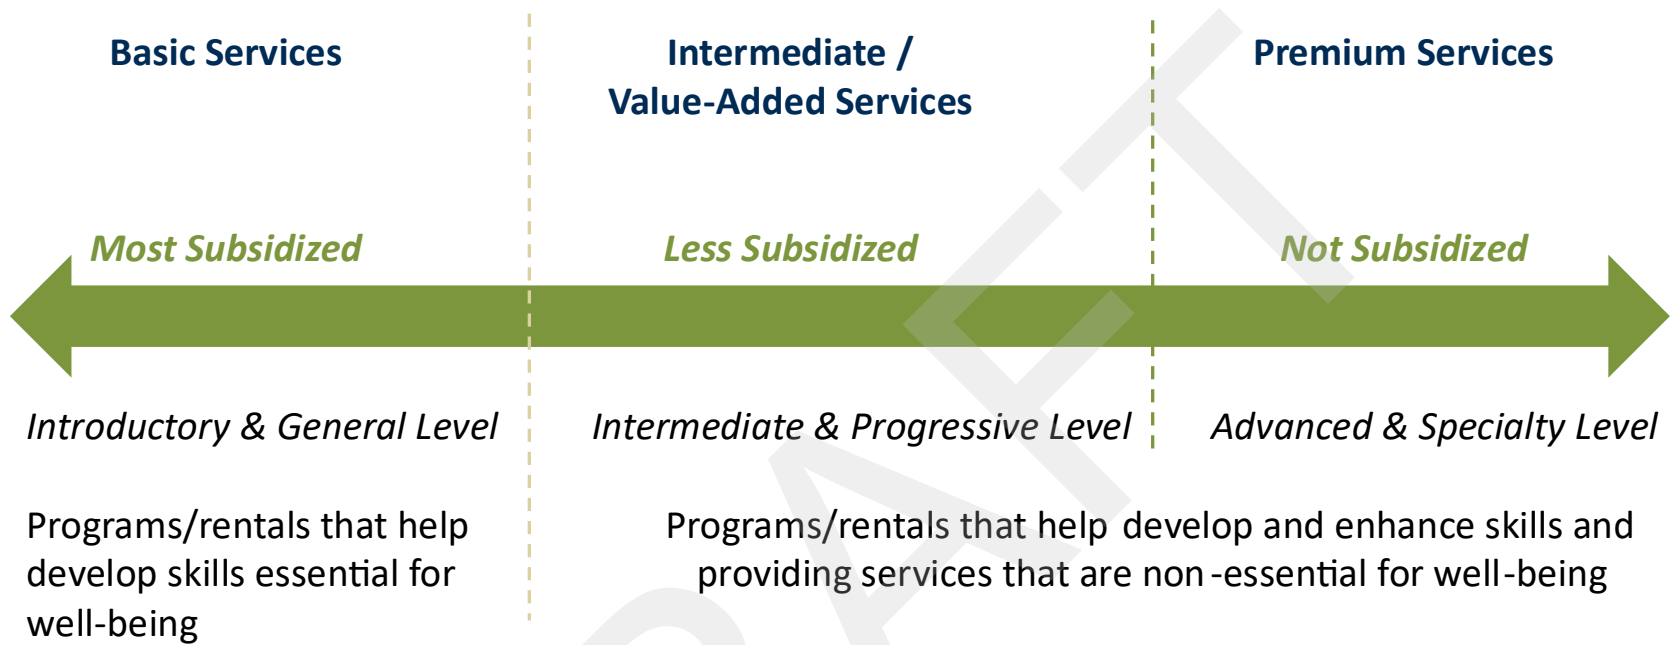 Basic Services
Intermediate /
Value-Added Services
Premium Services
Most Subsidized
Less Subsidized
Not Subsidized
Introductory & General Level
Intermediate & Progressive Level
Advanced & Specialty Level
Programs/rentals that help
develop skills essential for
well-being
Programs/rentals that help develop and enhance skills and
providing services that are non-essential for well-being
RAFT